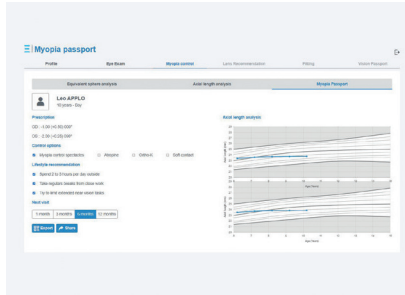 Myopia passport
Profile
Eye Exam
Myopia control
Lens Recommendation
Fitting
Vision Passport
Equivalent sphere analysis
Axial length analysis
Myopia Passport
Leo APPLO
10 years - Boy
Prescription
Control options
Myopia control spectacles
Atropine
Ortho-K
Soft contact
Lifestyle recommendation
Spend 2 to 3 hours per day outside
Take regular breaks from close work
Try to limit extended near vision tasks
Next visit
1 month
3 months
6 months
12 months
Export
Share
Axial length analysis